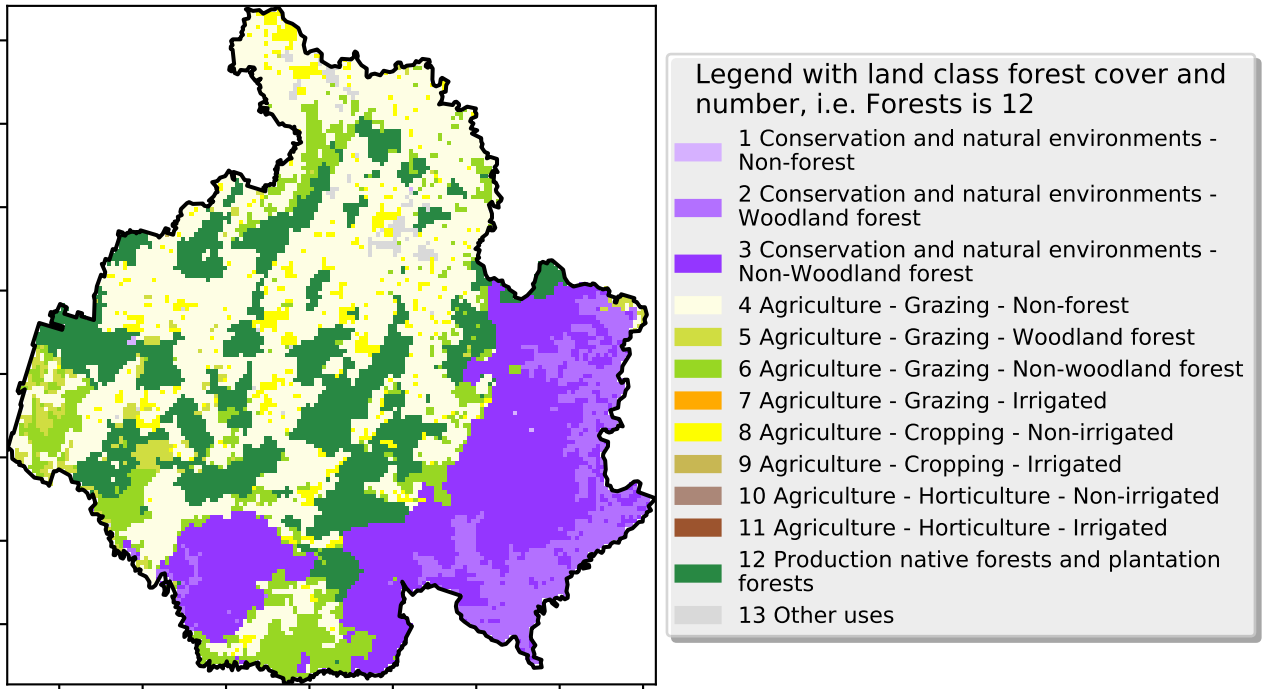 Legend with land class forest cover and
number, i.e. Forests is 12
1 Conservation and natural environments -
Non-forest
2 Conservation and natural environments -
Woodland forest
3 Conservation and natural environments -
Non-Woodland forest
4 Agriculture - Grazing - Non-forest
5 Agriculture - Grazing - Woodland forest
6 Agriculture - Grazing - Non-woodland forest
7 Agriculture - Grazing - Irrigated
8 Agriculture - Cropping - Non-irrigated
9 Agriculture - Cropping - Irrigated
10 Agriculture - Horticulture - Non-irrigated
11 Agriculture - Horticulture - Irrigated
12 Production native forests and plantation
forests
13 Other uses